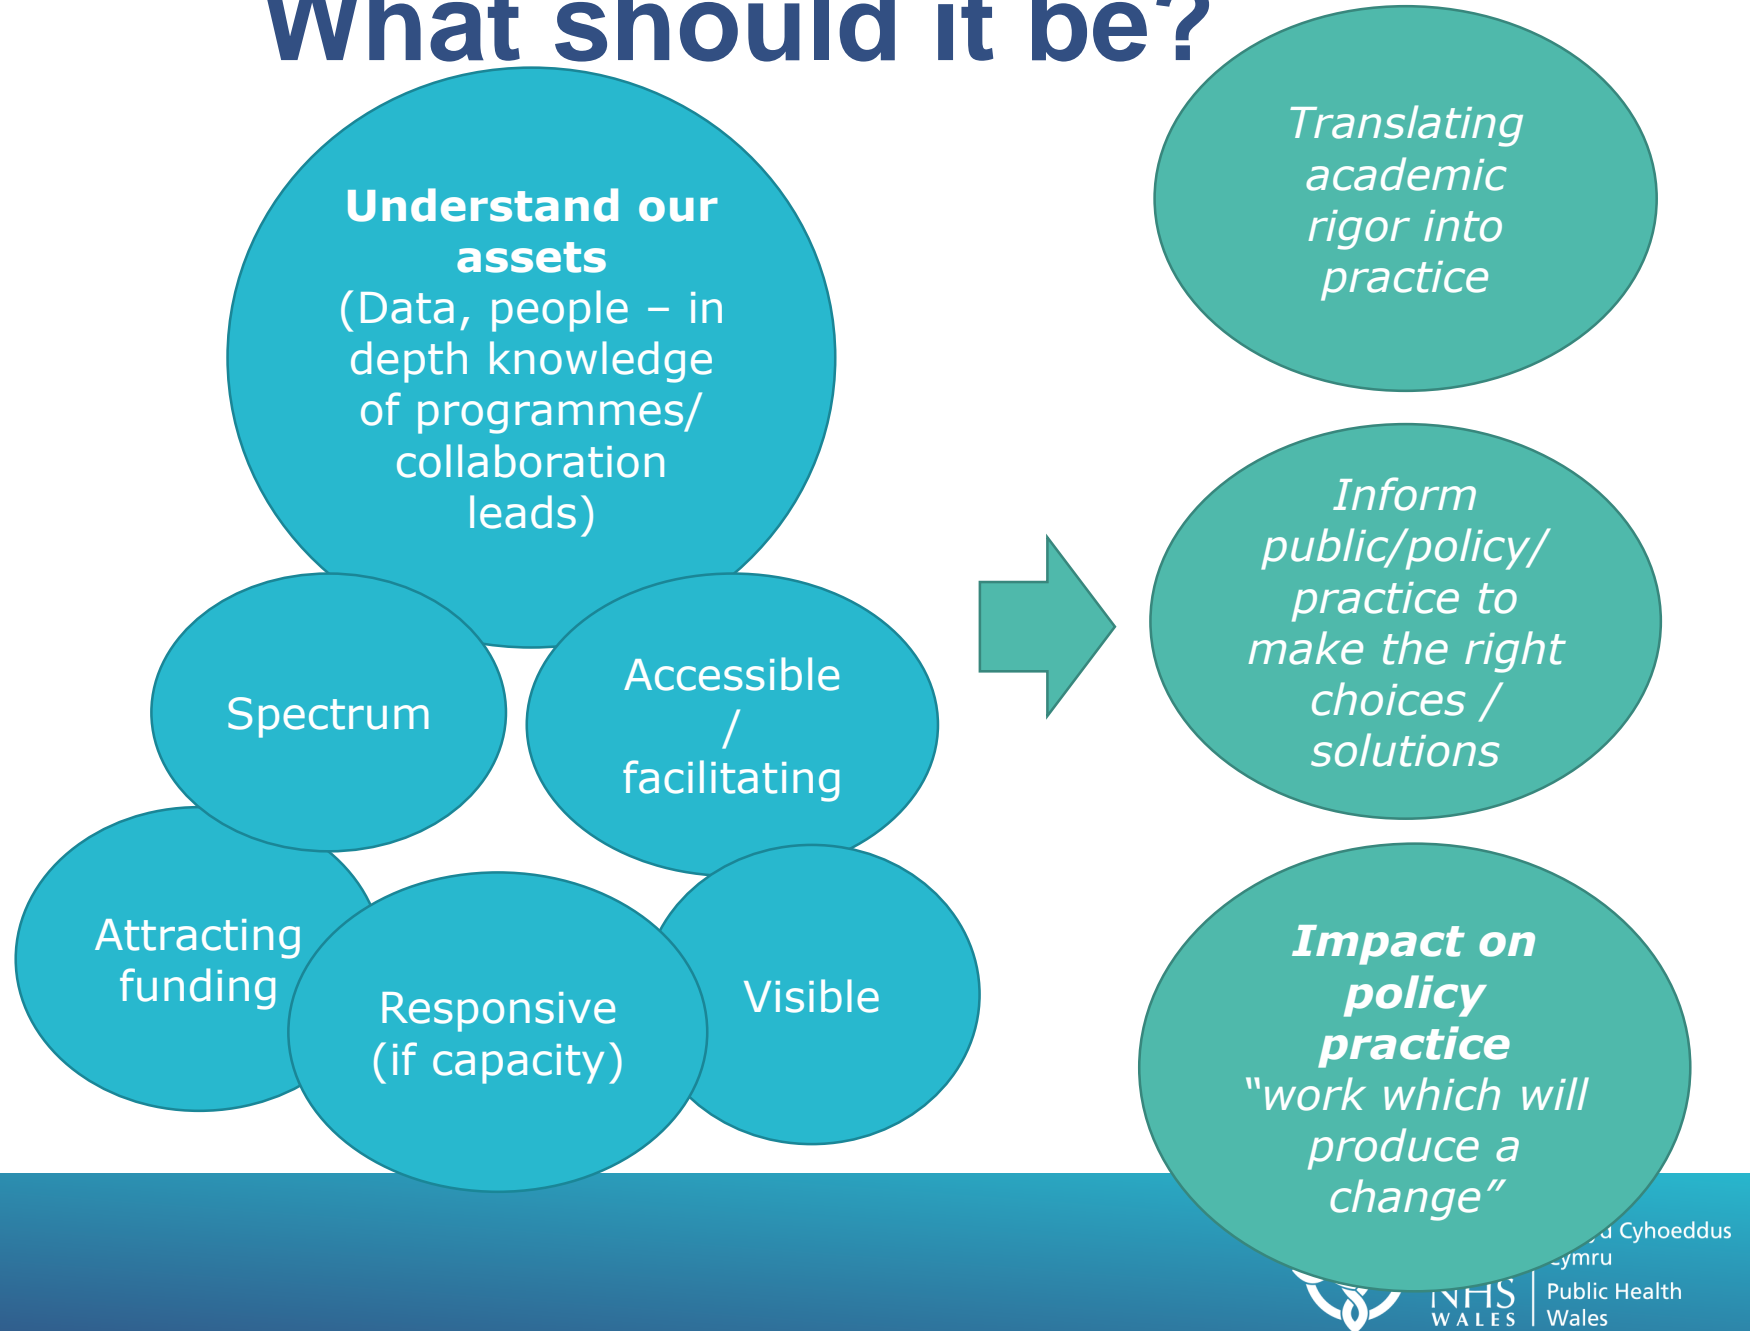 What should it be?
Understand our
assets
(Data, people – in
depth knowledge
of programmes/
collaboration
leads)
Spectrum
Accessible
/
facilitating
Attracting
funding
Responsive
(if capacity)
Visible
Translating
academic
rigor into
practice
Inform
public/policy/
practice to
make the right
choices /
solutions
Impact on
policy
practice
“work which will
produce a
change”
Cyhoeddus
Cymru
NHS
WALES
Public Health
Wales